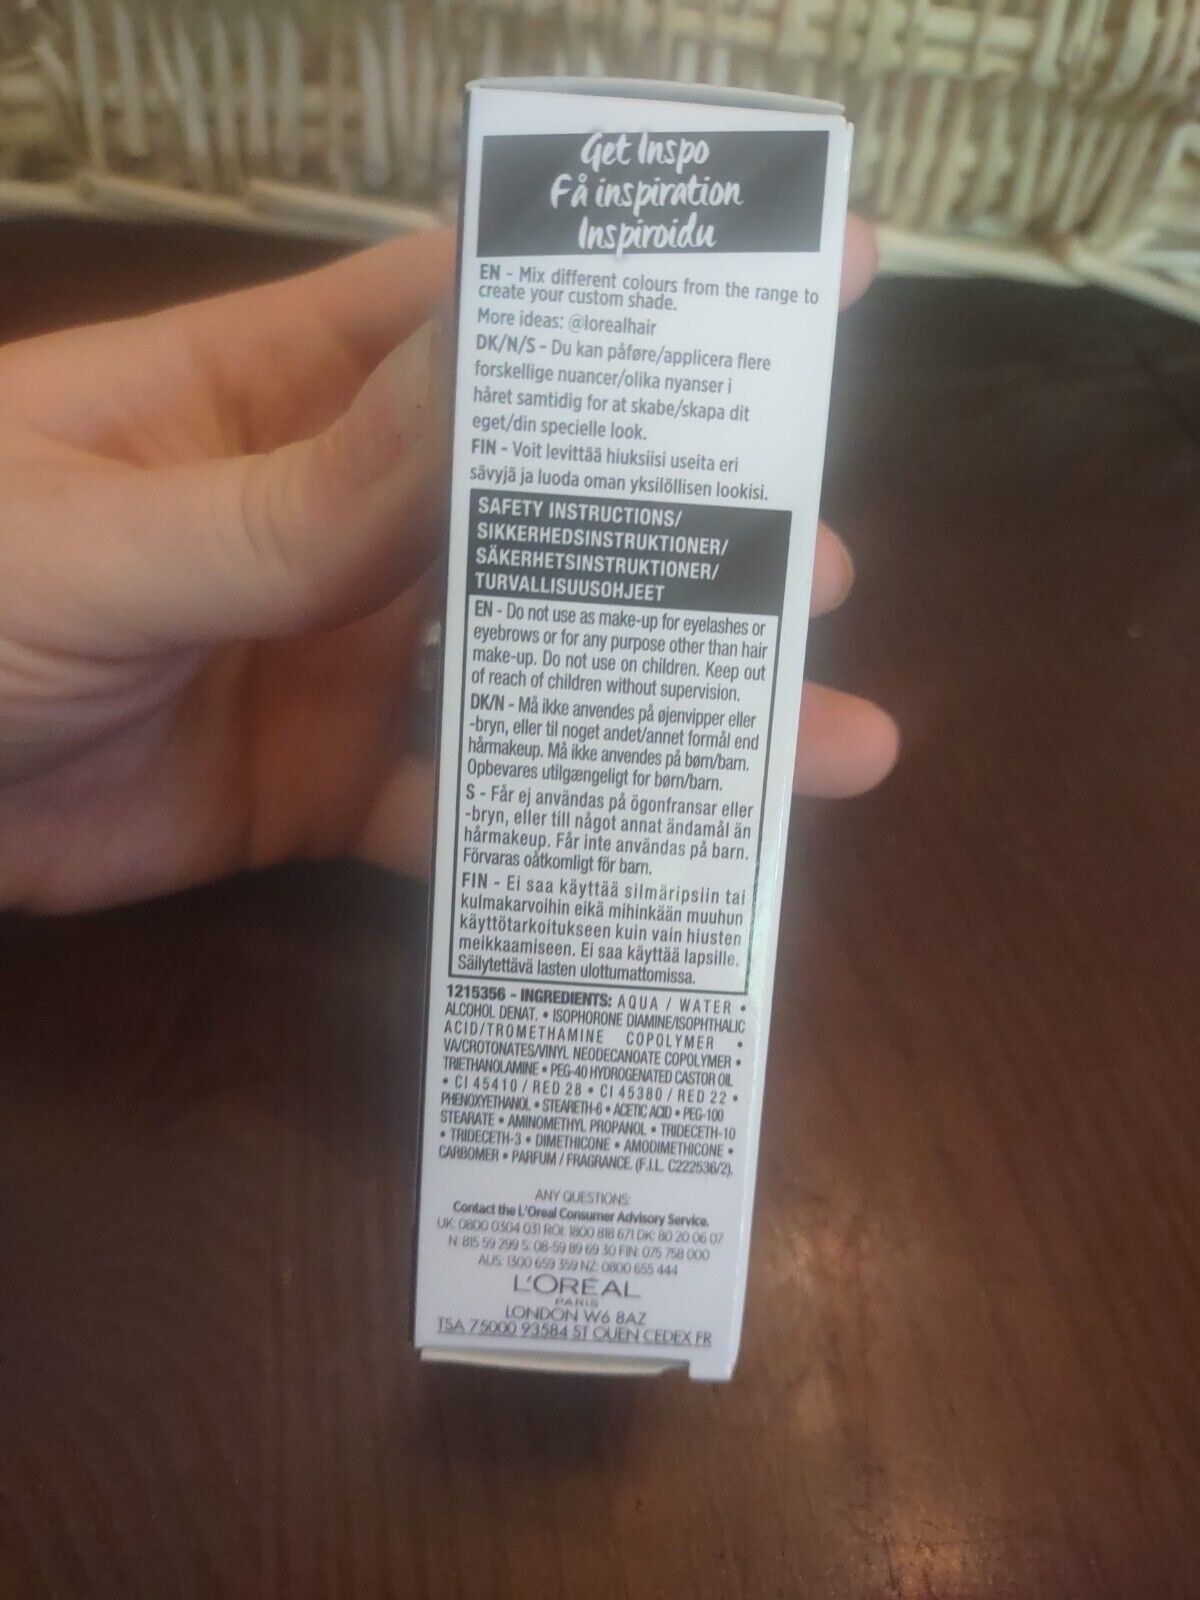 Get Inspo
Få inspiration
Inspiroidu
EN - Mix different colours from the range to
create your custom shade.
More ideas: @lorealhair
DK/N/S - Du kan påføre/applicera flere
forskellige nuancer/olika nyanser i
håret samtidig for at skabe/skapa dit
eget/din specielle look.
FIN - Voit levittää hiuksiisi useita eri
sävyjä ja luoda oman yksilöllisen lookisi.
SAFETY INSTRUCTIONS/
SIKKERHEDSINSTRUKTIONER/
SÄKERHETSINSTRUKTIONER/
TURVALLISUUSOHJEET
EN - Do not use as make-up for eyelashes or
eyebrows or for any purpose other than hair
make-up. Do not use on children. Keep out
of reach of children without supervision.
DK/N - Må ikke anvendes på øjenvipper eller
-bryn, eller til noget andet/annet formål end
hårmakeup. Må ikke anvendes på børn/barn.
Opbevares utilgængeligt for børn/barn.
S - Får ej användas på ögonfransar eller
-bryn, eller till något annat ändamål än
hårmakeup. Får inte användas på barn.
Förvaras oåtkomligt för barn.
FIN - Ei saa käyttää silmäripsiin tai
kulmakarvoihin eikä mihinkään muuhun
käyttötarkoitukseen kuin vain hiusten
meikkaamiseen. Ei saa käyttää lapsille.
Säilytettävä lasten ulottumattomissa.
1215356 - INGREDIENTS: AQUA / WATER •
ALCOHOL DENAT. • ISOPHORONE DIAMINE/ISOPHTHALIC
ACID/TROMETHAMINE COPOLYMER •
VA/CROTONATES/VINYL NEODECANOATE COPOLYMER •
TRIETHANOLAMINE • PEG-40 HYDROGENATED CASTOR OIL
• CI 45410 / RED 28 • CI 45380 / RED 22 •
PHENOXYETHANOL • STEARETH-6 • ACETIC ACID • PEG-100
STEARATE • AMINOMETHYL PROPANOL • TRIDECETH-10
• TRIDECETH-3 • DIMETHICONE • AMODIMETHICONE •
CARBOMER • PARFUM / FRAGRANCE. (F.I.L. C222536/2).
ANY QUESTIONS:
Contact the L'Oreal Consumer Advisory Service.
UK: 0800 0304 031 ROI: 1800 818 671 DK: 80 20 06 07
N: 815 59 299 S: 08-59 89 69 30 FIN: 075 758 000
AUS: 1300 659 359 NZ: 0800 655 444
L'ORÉAL
PARIS
LONDON W6 8AZ
TSA 75000 93584 ST OUEN CEDEX FR